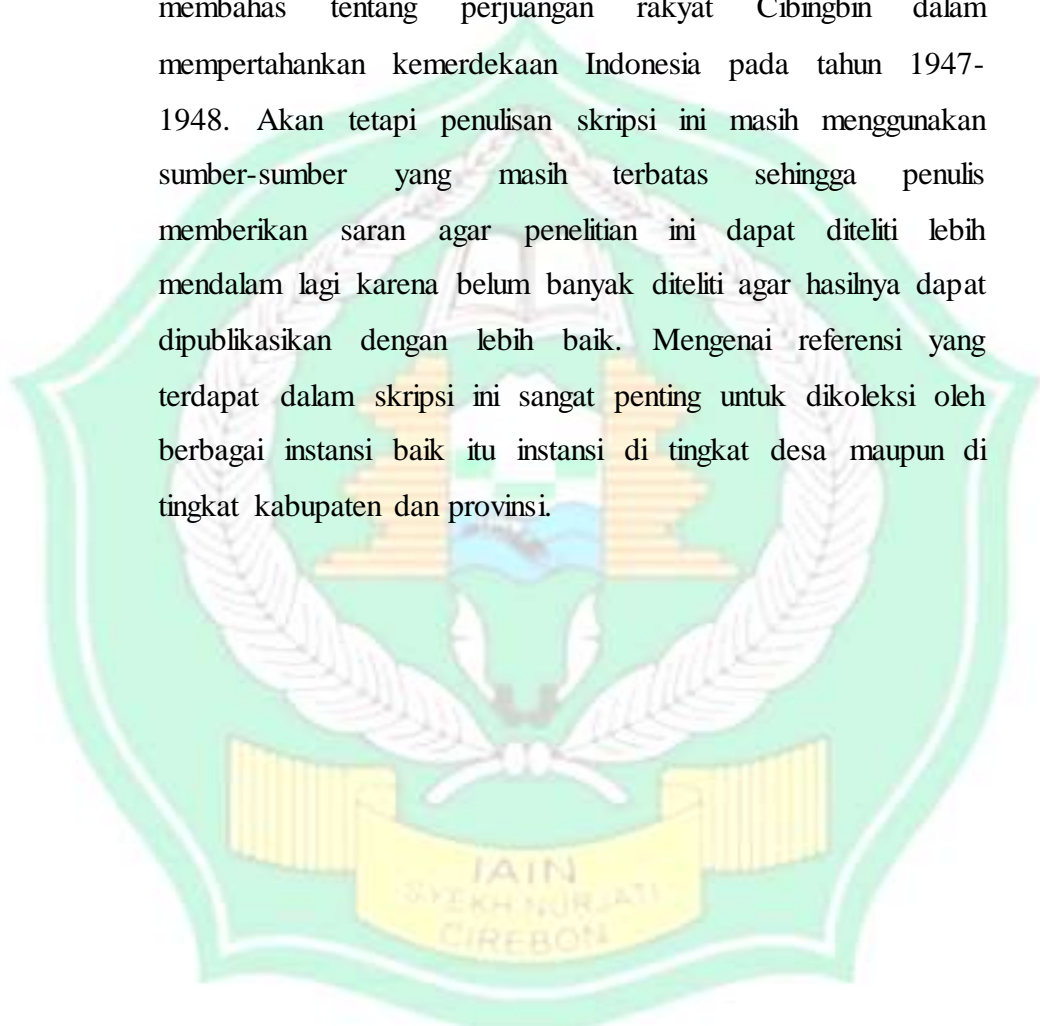 membahas tentang perjuangan rakyat Cibingbin dalam
mempertahankan kemerdekaan Indonesia pada tahun 1947-
1948. Akan tetapi penulisan skripsi ini masih menggunakan
sumber-sumber yang masih terbatas sehingga penulis
memberikan saran agar penelitian ini dapat diteliti lebih
mendalam lagi karena belum banyak diteliti agar hasilnya dapat
dipublikasikan dengan lebih baik. Mengenai referensi yang
terdapat dalam skripsi ini sangat penting untuk dikoleksi oleh
berbagai instansi baik itu instansi di tingkat desa maupun di
tingkat kabupaten dan provinsi.
IAIN
SYEKH NURJATI
CIREBON